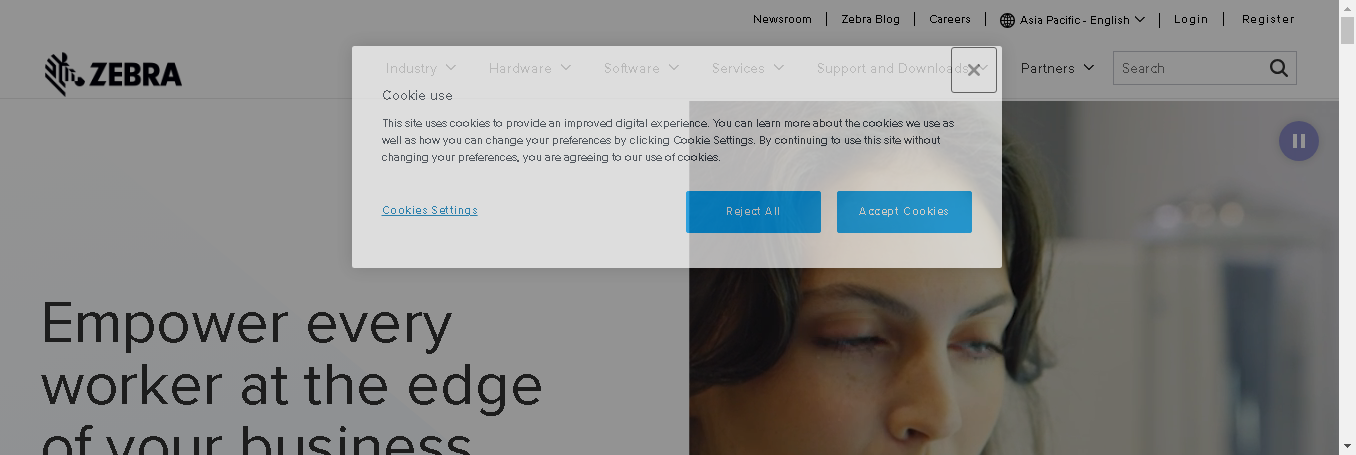 Newsroom Zebra Blog Careers Asia Pacific - English Login Register
ZEBRA Industry Hardware Software Services Support and Downloads Partners Search
Cookie use
This site uses cookies to provide an improved digital experience. You can learn more about the cookies we use as
well as how you can change your preferences by clicking Cookie Settings. By continuing to use this site without
changing your preferences, you are agreeing to our use of cookies.
Cookies Settings Reject All Accept Cookies
Empower every
worker at the edge
of your business